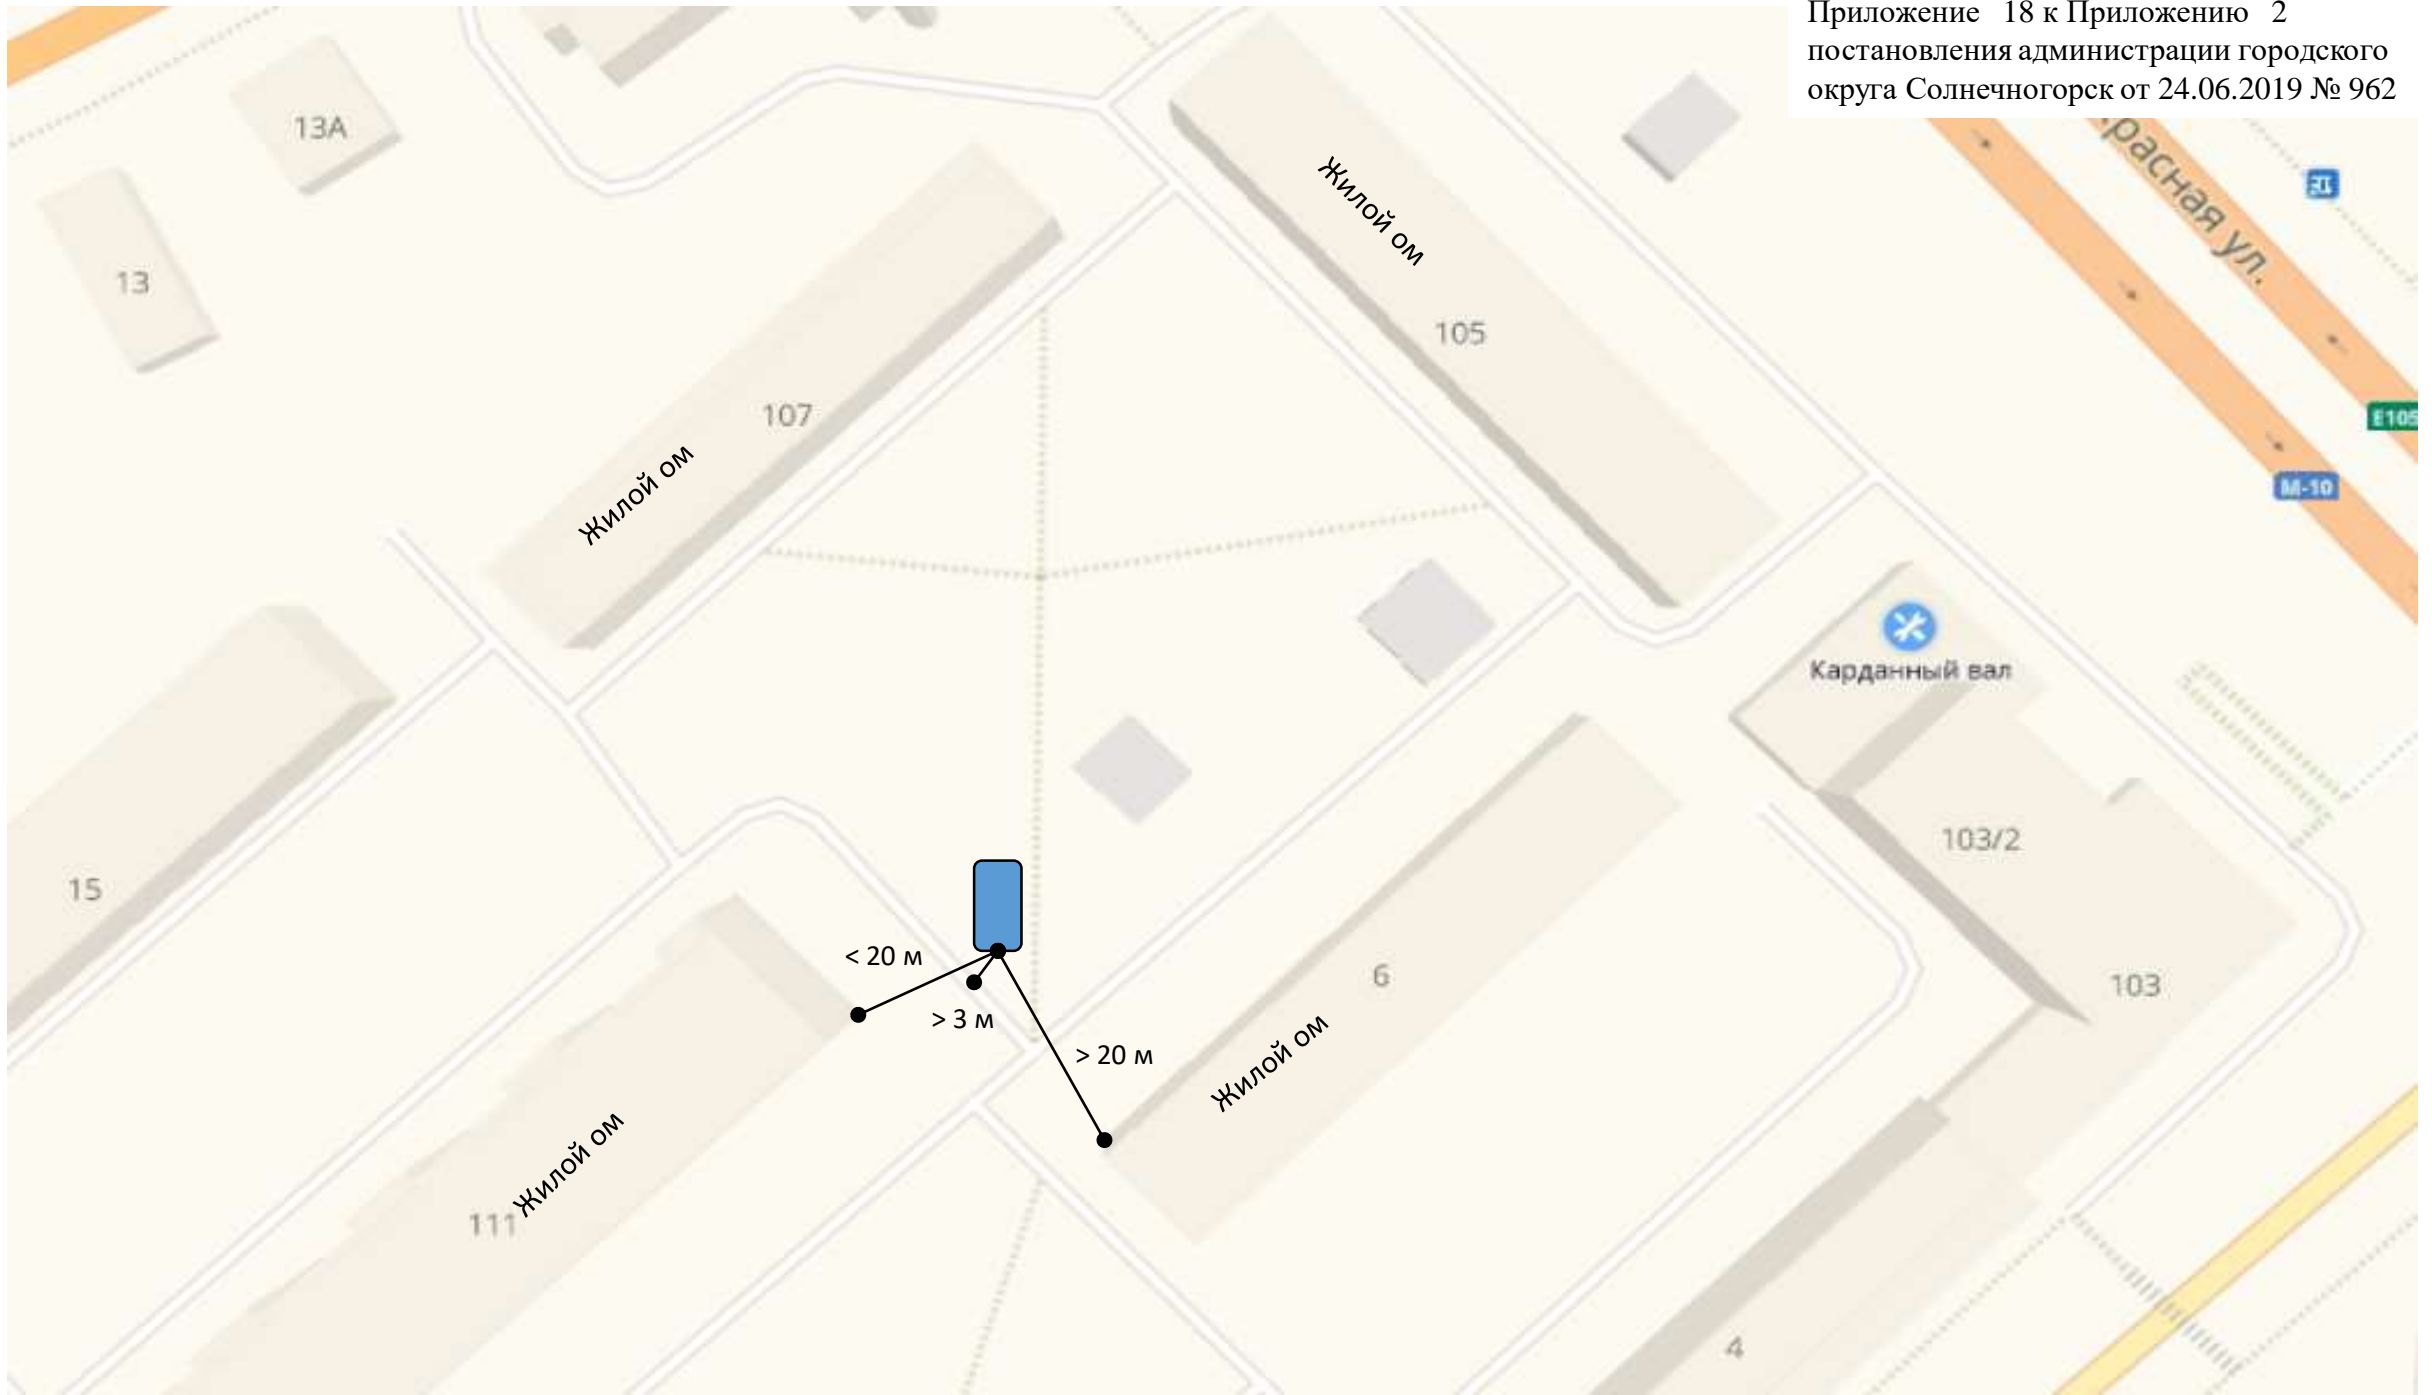 Приложение 18 к Приложению 2
постановления администрации городского
округа Солнечногорск от 24.06.2019 № 962
13А
13
Жилой ом
105
107
Жилой ом
расная ул.
Е105
М-10
Карданный вал
15
103/2
103
< 20 м
> 3 м
> 20 м
6
Жилой ом
Жилой ом
111
4